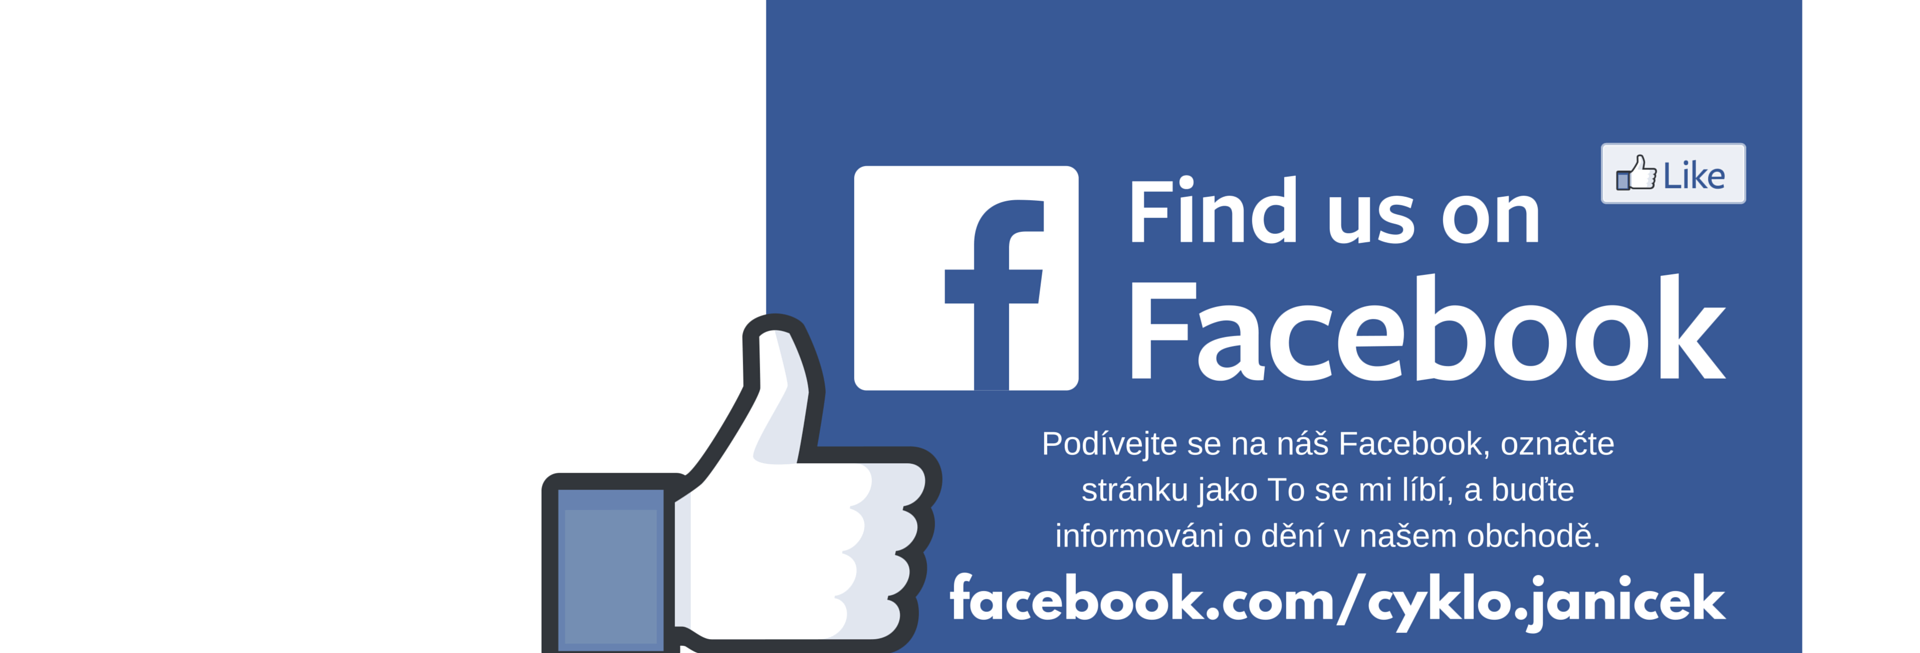 Like
Find us on
Facebook
Podívejte se na náš Facebook, označte
stránku jako To se mi líbí, a buďte
informováni o dění v našem obchodě.
facebook.com/cyklo.janicek